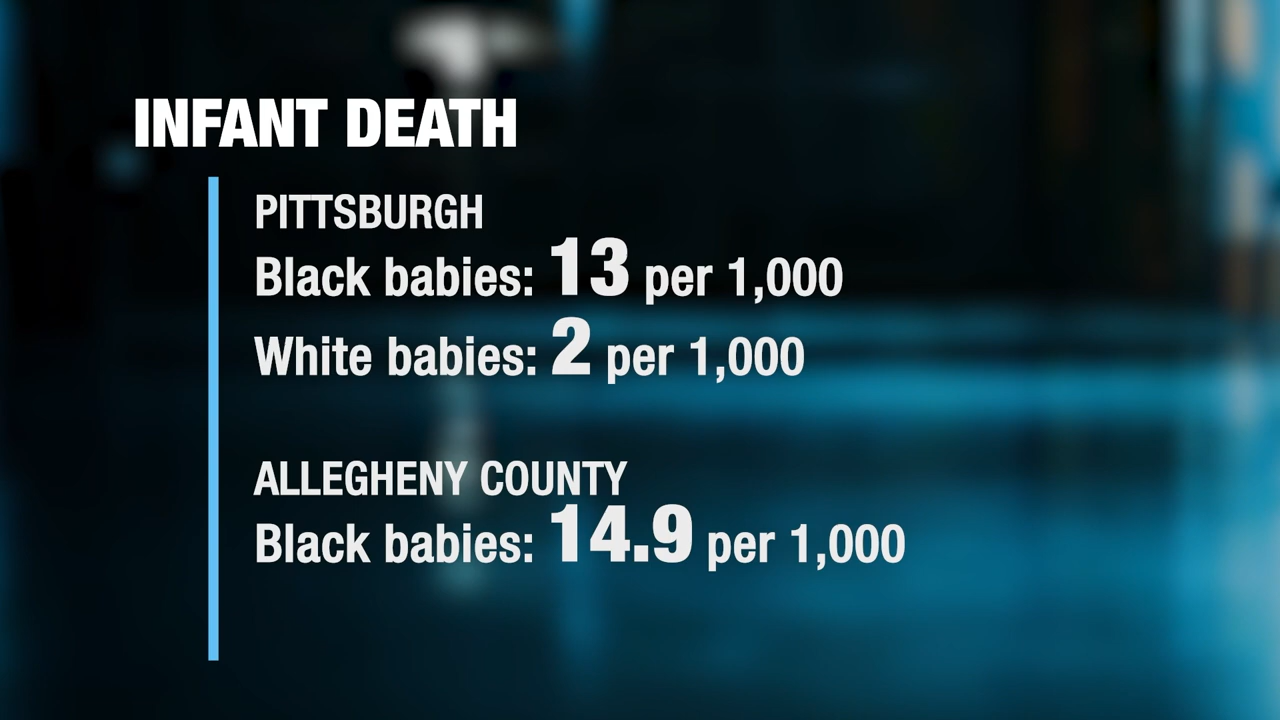 INFANT DEATH
PITTSBURGH
Black babies: 13 per 1,000
White babies: 2 per 1,000
ALLEGHENY COUNTY
Black babies: 14.9 per 1,000